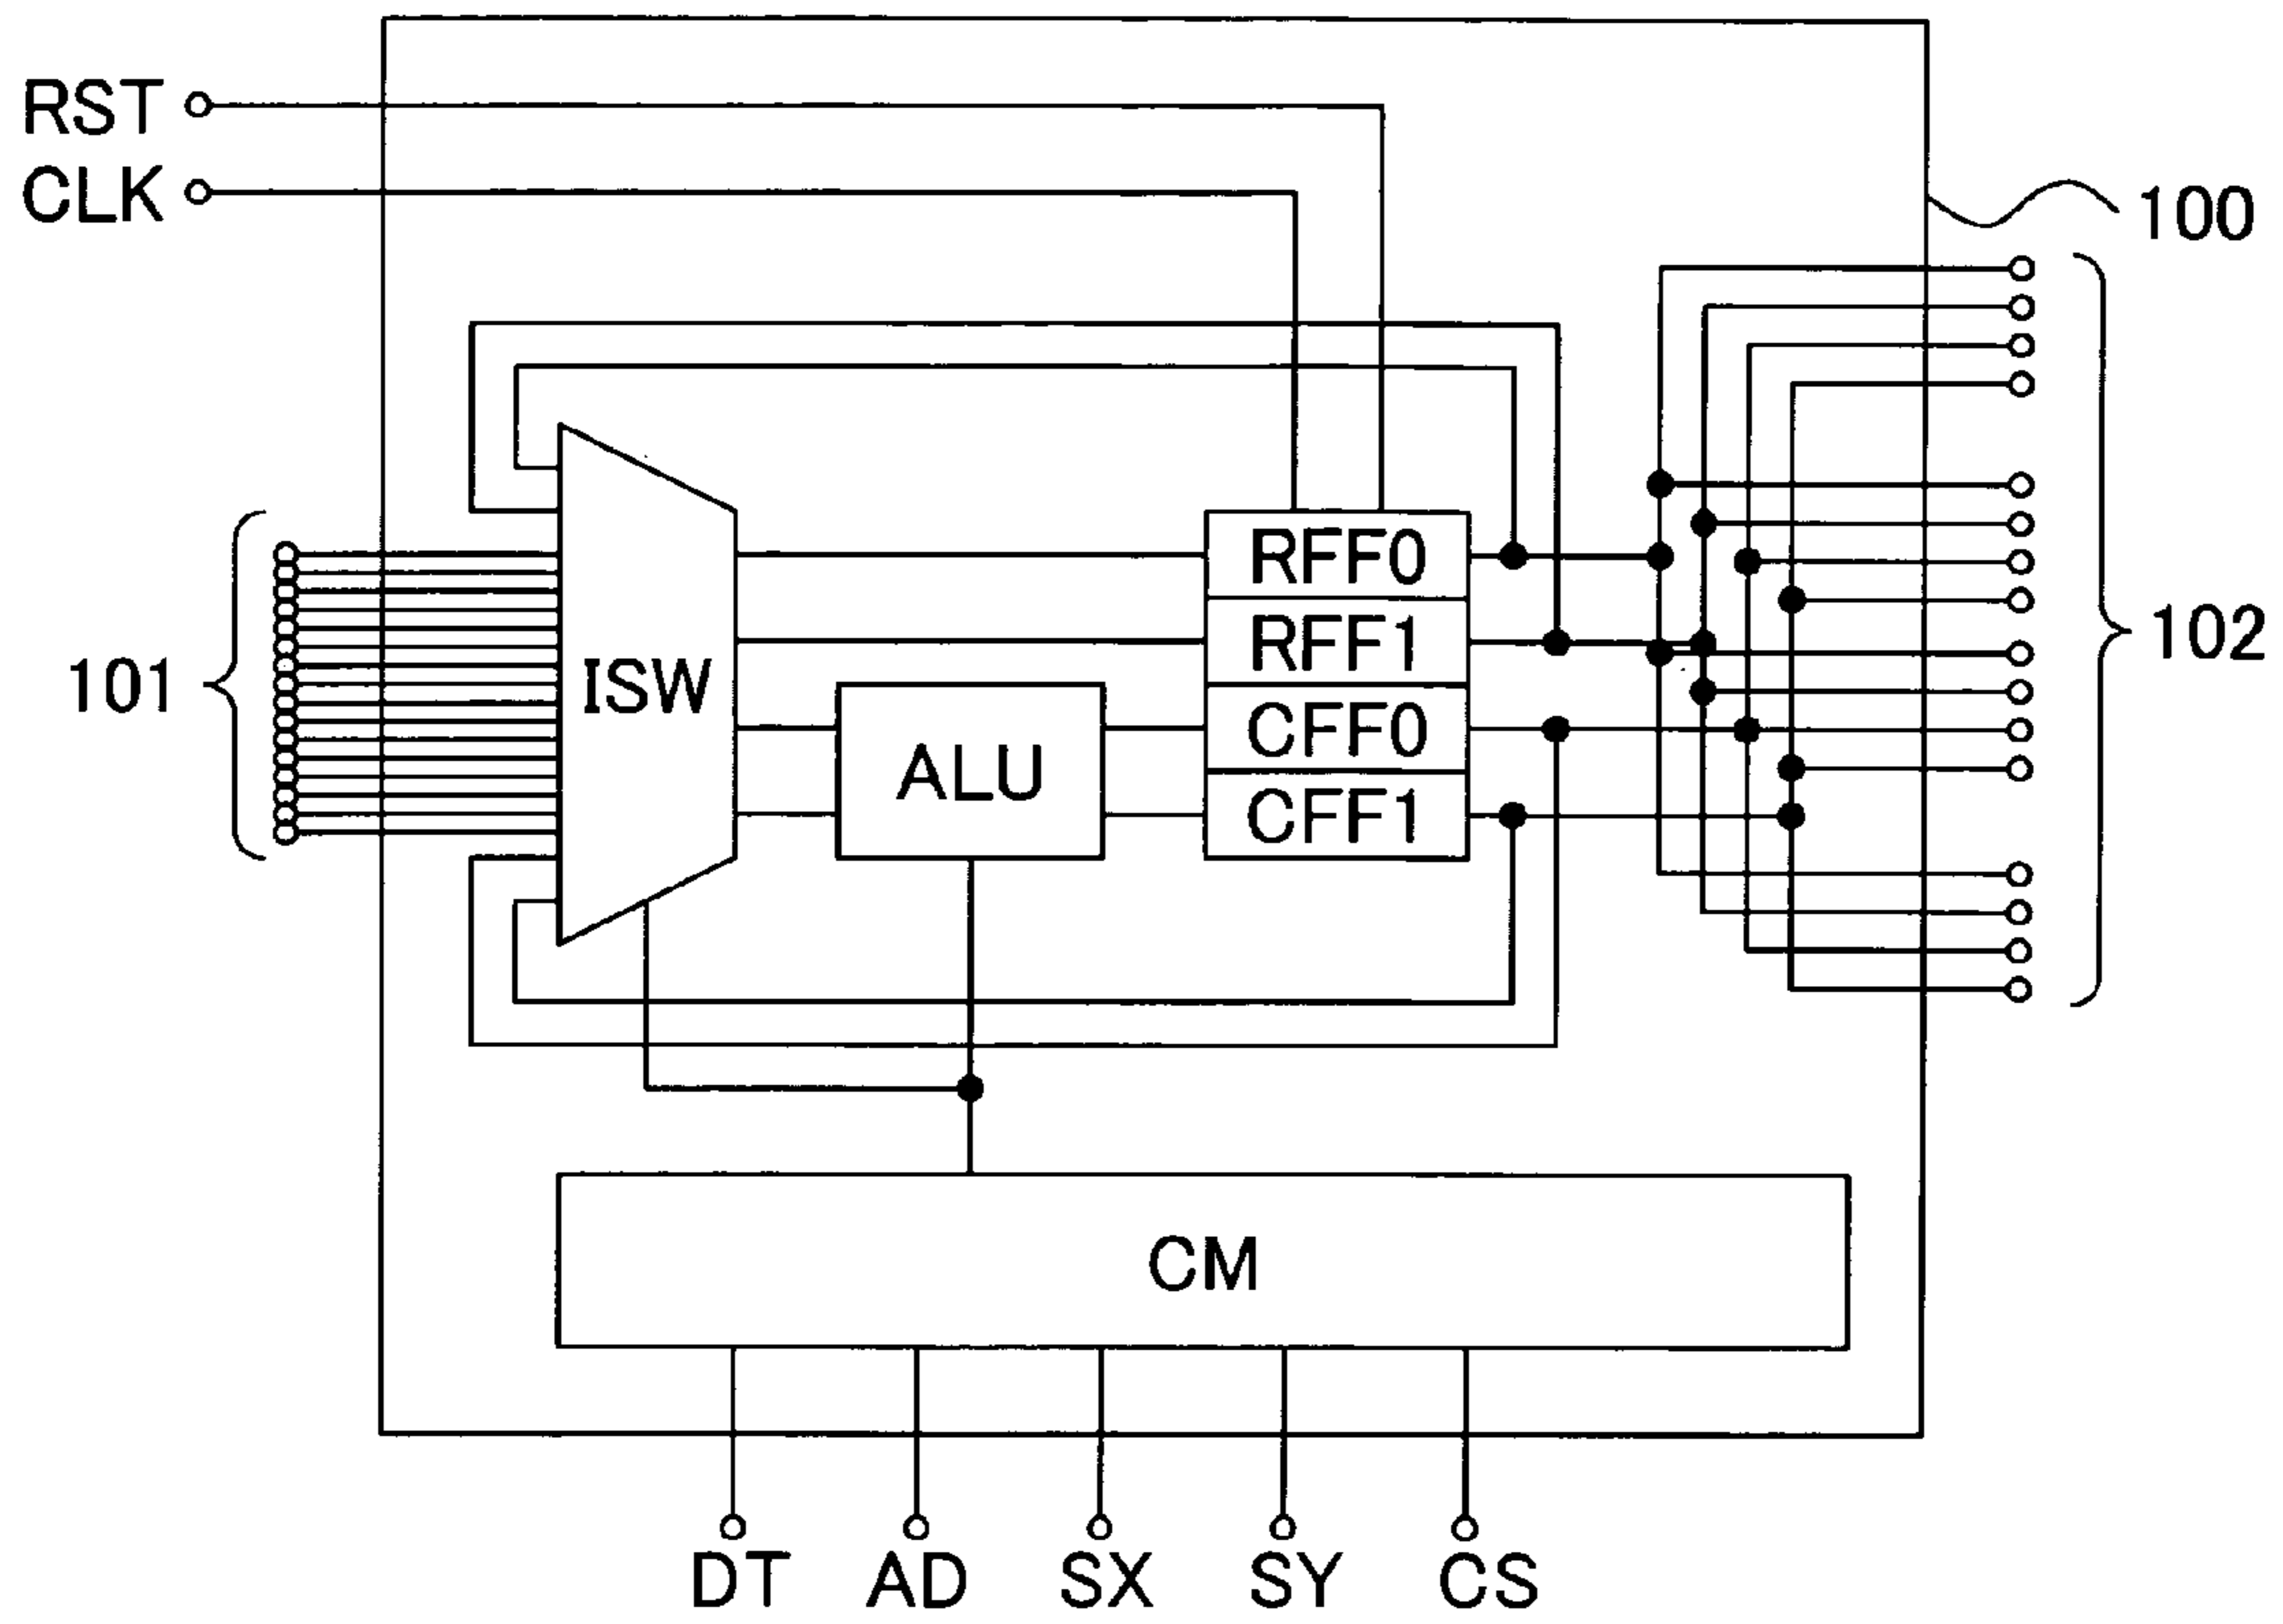 RST
CLK
100
RFF0
RFF1
102
101
ISW
CFF0
ALU
CFF1
CM
DT
AD
SX
SY
CS